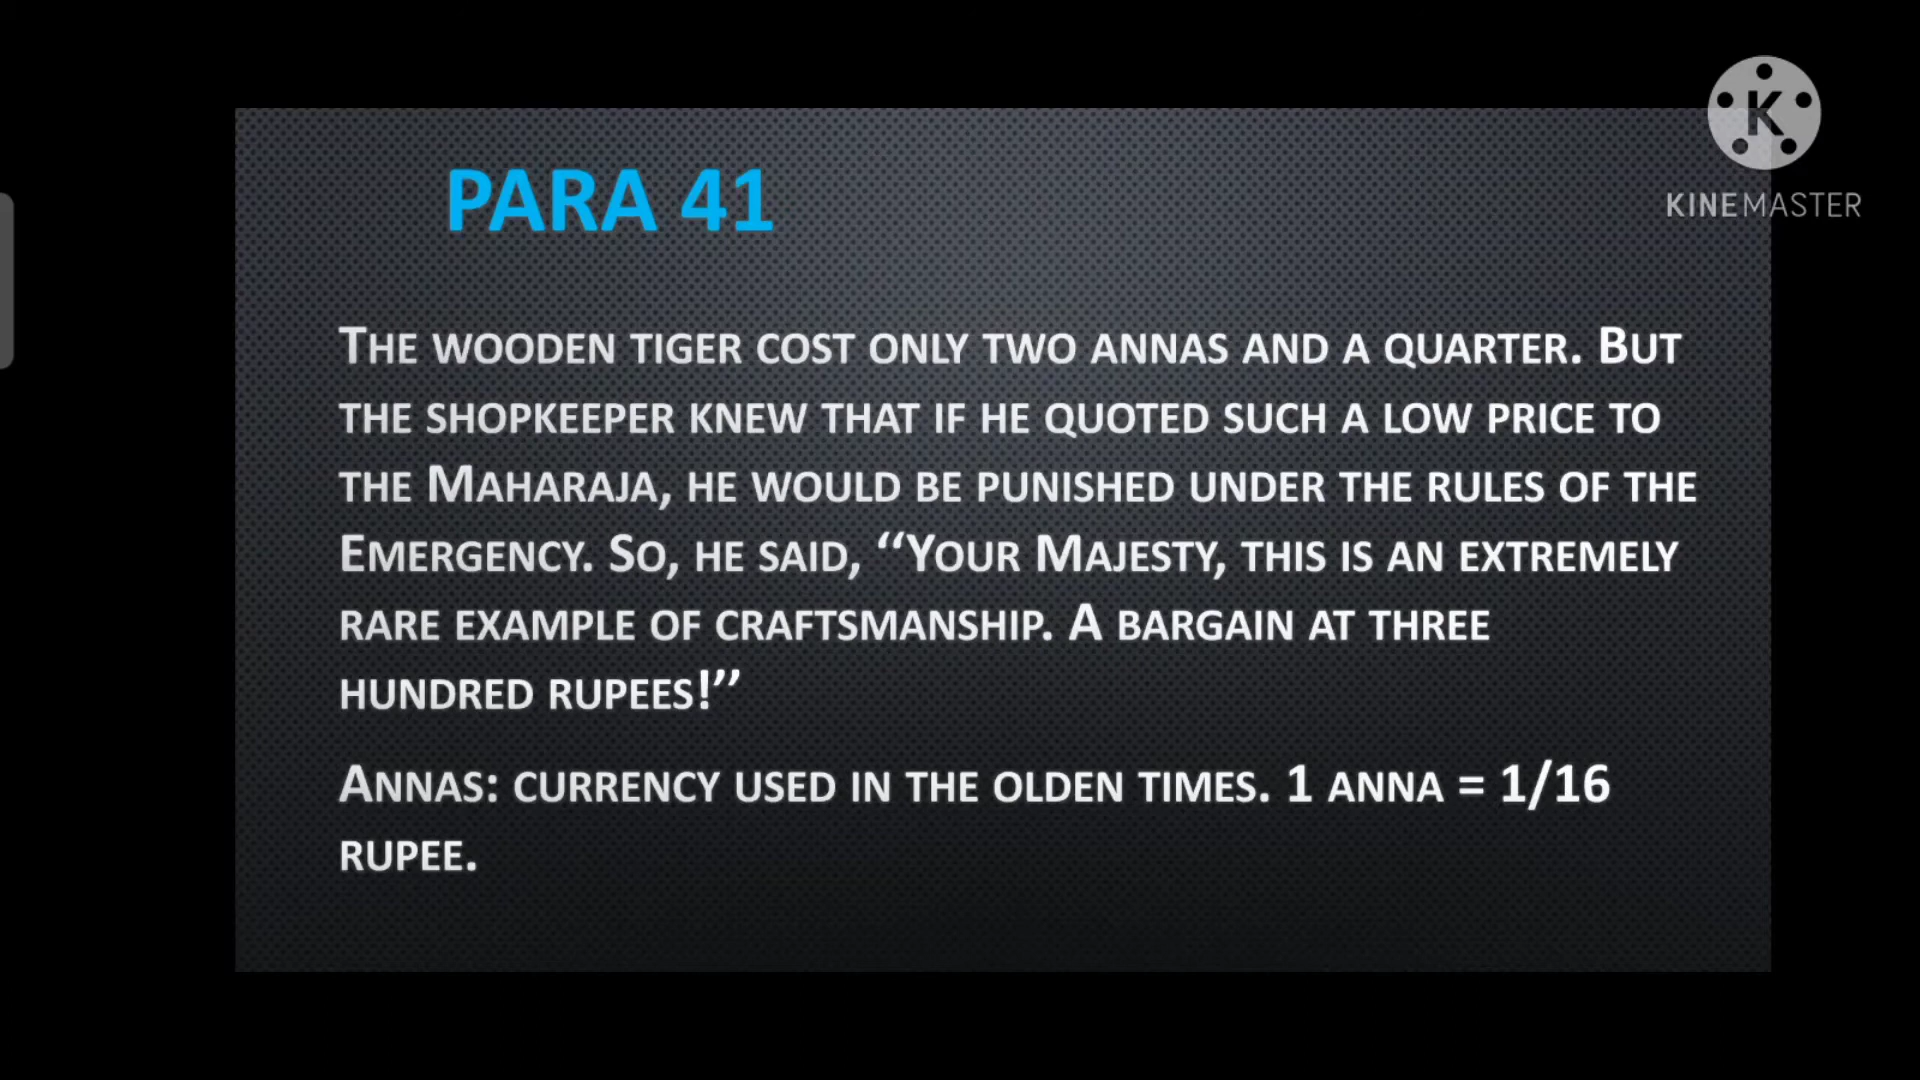 K
KINEMASTER
PARA 41
The wooden tiger cost only two annas and a quarter. But
the shopkeeper knew that if he quoted such a low price to
the Maharaja, he would be punished under the rules of the
Emergency. So, he said, ‘‘Your Majesty, this is an extremely
rare example of craftsmanship. A bargain at three
hundred rupees!’’
Annas: currency used in the olden times. 1 anna = 1/16
rupee.